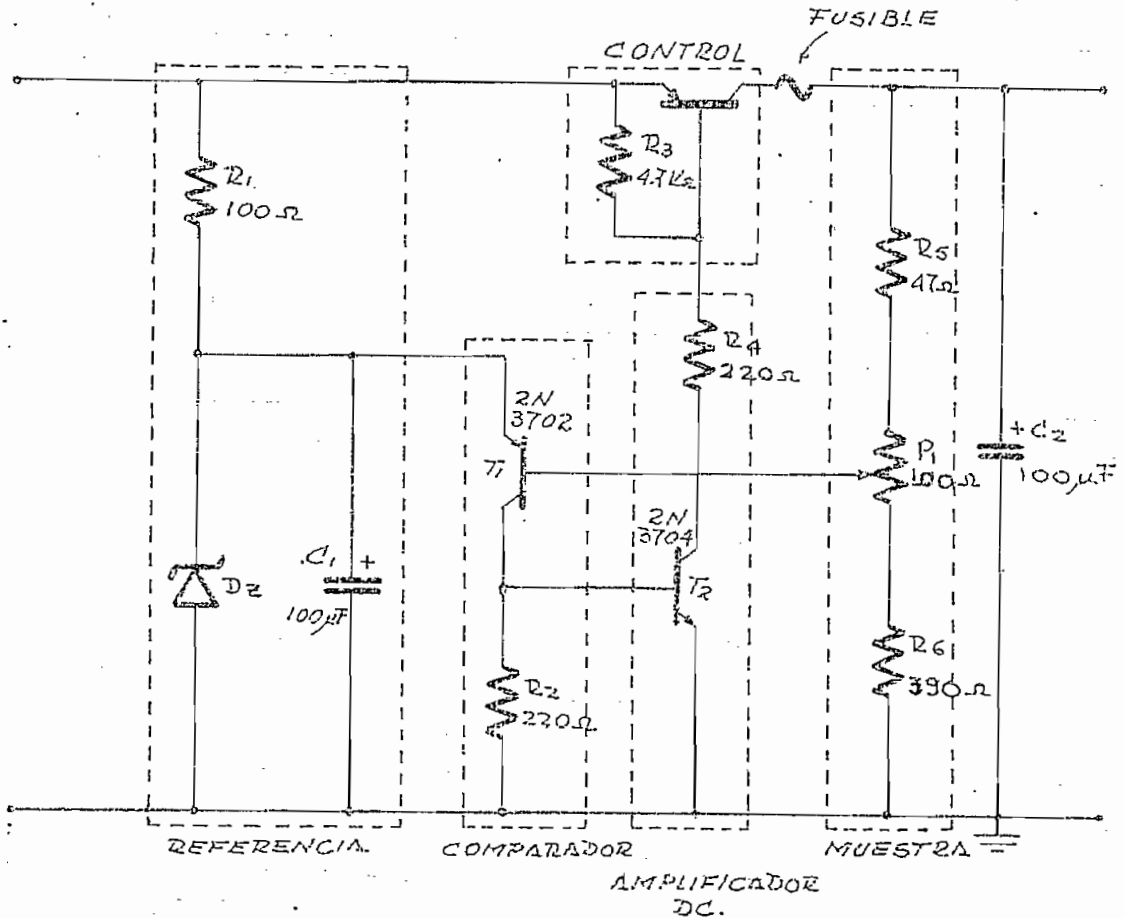 FUSIBLE
CONTROL
R1
100Ω
R3
4.7KΩ
R5
47Ω
R4
220Ω
2N
3702
T1
P1
100Ω
+ C2
100μF
2N
3704
T2
Dz
C1 +
100μF
R2
220Ω
R6
390Ω
REFERENCIA
COMPARADOR
MUESTRA
AMPLIFICADOR
DC.